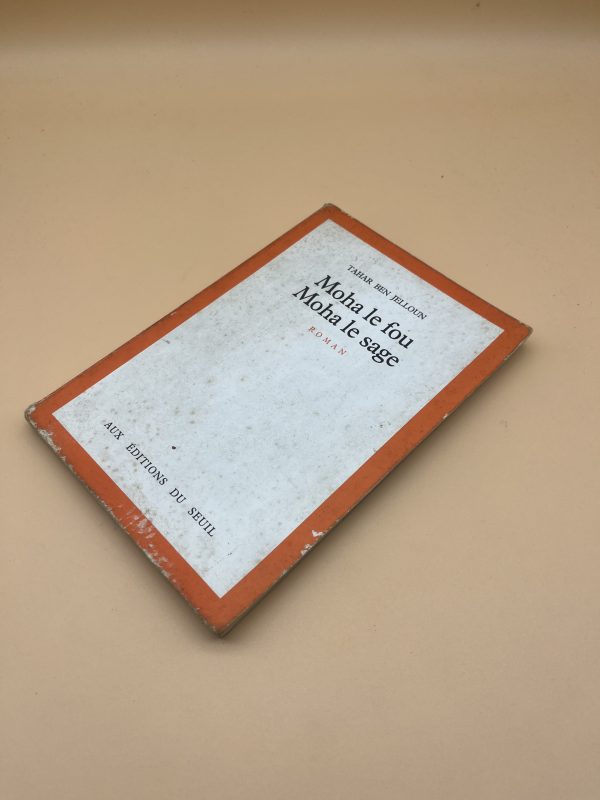 TAHAR BEN JELLOUN
Moha le fou
Moha le sage
ROMAN
AUX ÉDITIONS DU SEUIL